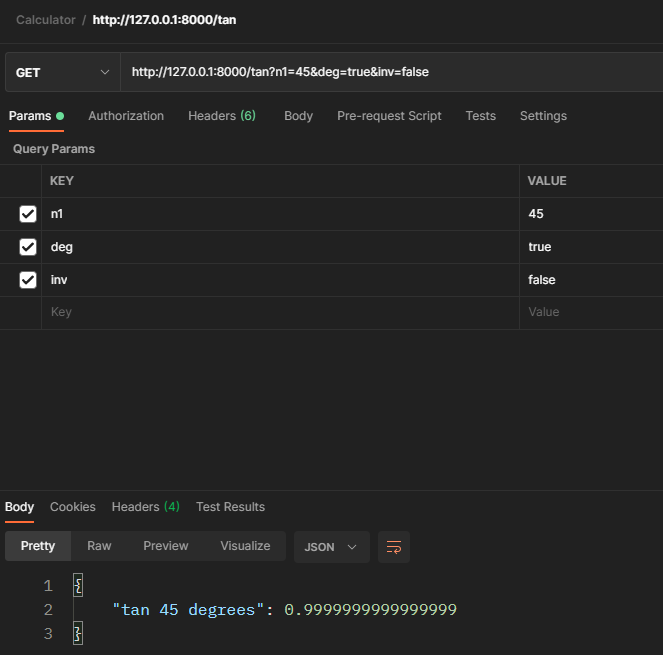 Calculator / http://127.0.0.1:8000/tan
GET http://127.0.0.1:8000/tan?n1=45&deg=true&inv=false
Params Authorization Headers (6) Body Pre-request Script Tests Settings
Query Params
KEY VALUE
n1 45
deg true
inv false
Key Value
Body Cookies Headers (4) Test Results
Pretty Raw Preview Visualize JSON
1 {
2 "tan 45 degrees": 0.9999999999999999
3 }